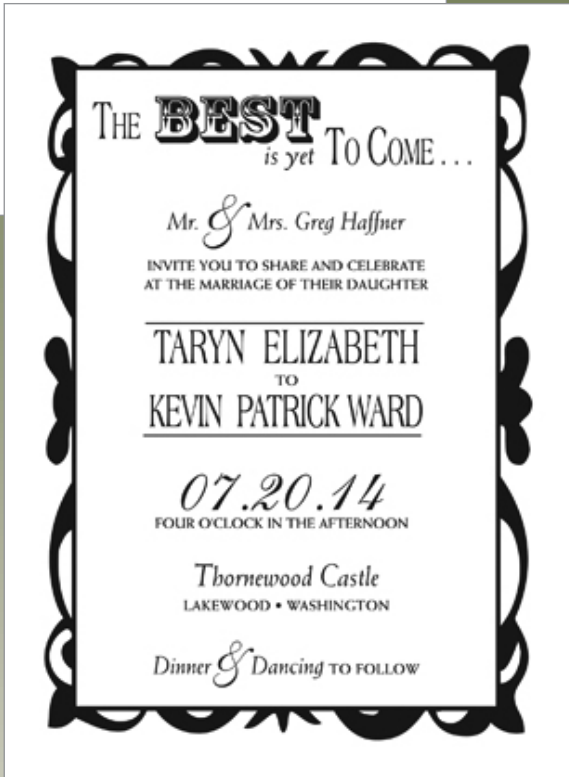 THE BEST
is yet TO COME . . .
Mr. & Mrs. Greg Haffner
INVITE YOU TO SHARE AND CELEBRATE
AT THE MARRIAGE OF THEIR DAUGHTER
TARYN ELIZABETH
TO
KEVIN PATRICK WARD
07.20.14
FOUR O'CLOCK IN THE AFTERNOON
Thornewood Castle
LAKEWOOD • WASHINGTON
Dinner & Dancing TO FOLLOW